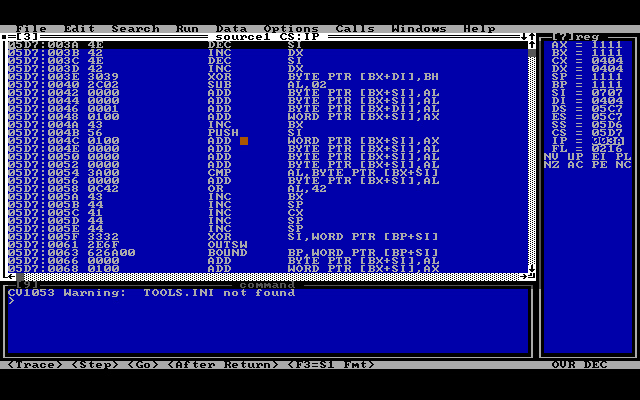 File Edit Search Run Data Options Calls Windows Help
[3] source1 CS:IP
05D7:003A 4E DEC SI
05D7:003B 42 INC DX
05D7:003C 4E DEC SI
05D7:003D 42 INC DX
05D7:003E 3039 XOR BYTE PTR [BX+DI],BH
05D7:0040 2C02 SUB AL,02
05D7:0042 0000 ADD BYTE PTR [BX+SI],AL
05D7:0044 0000 ADD BYTE PTR [BX+SI],AL
05D7:0046 0001 ADD BYTE PTR [BX+DI],AL
05D7:0048 0100 ADD WORD PTR [BX+SI],AX
05D7:004A 43 INC BX
05D7:004B 56 PUSH SI
05D7:004C 0100 ADD WORD PTR [BX+SI],AX
05D7:004E 0000 ADD BYTE PTR [BX+SI],AL
05D7:0050 0000 ADD BYTE PTR [BX+SI],AL
05D7:0052 0000 ADD BYTE PTR [BX+SI],AL
05D7:0054 3A00 CMP AL,BYTE PTR [BX+SI]
05D7:0056 0000 ADD BYTE PTR [BX+SI],AL
05D7:0058 0C42 OR AL,42
05D7:005A 43 INC BX
05D7:005B 44 INC SP
05D7:005C 41 INC CX
05D7:005D 44 INC SP
05D7:005E 44 INC SP
05D7:005F 3332 XOR SI,WORD PTR [BP+SI]
05D7:0061 2E6F OUTSW
05D7:0063 626A00 BOUND BP,WORD PTR [BP+SI]
05D7:0066 0000 ADD BYTE PTR [BX+SI],AL
05D7:0068 0100 ADD WORD PTR [BX+SI],AX
[7]reg
AX = 1111
BX = 1111
CX = 0404
DX = 0404
SP = 1111
BP = 1111
SI = 0707
DI = 0404
DS = 05C7
ES = 05C7
SS = 05D6
CS = 05D7
IP =
FL = 0216
NV UP EI PL
NZ AC PE NC
[9] command
CV1053 Warning: TOOLS.INI not found
>
<Trace> <Step> <Go> <After Return> <F3=S1 Fmt> OVR DEC